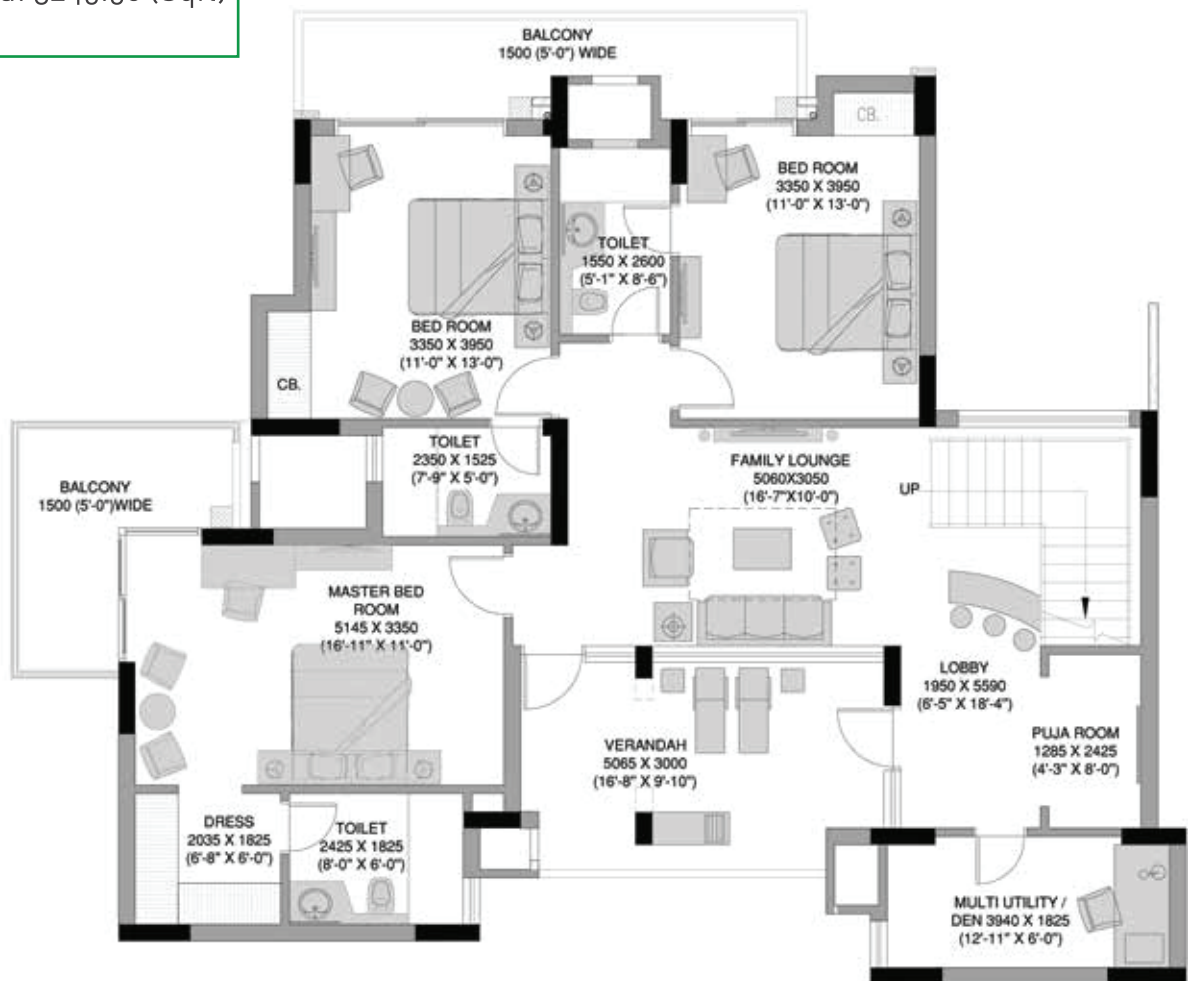 (Sqft)
BALCONY
1500 (5'-0") WIDE
CB.
BED ROOM
3350 X 3950
(11'-0" X 13'-0")
TOILET
1550 X 2600
(5'-1" X 8'-6")
BED ROOM
3350 X 3950
(11'-0" X 13'-0")
CB.
TOILET
2350 X 1525
(7'-9" X 5'-0")
FAMILY LOUNGE
5060X3050
(16'-7"X10'-0")
UP
BALCONY
1500 (5'-0")WIDE
MASTER BED
ROOM
5145 X 3350
(16'-11" X 11'-0")
LOBBY
1950 X 5590
(6'-5" X 18'-4")
PUJA ROOM
1285 X 2425
(4'-3" X 8'-0")
VERANDAH
5065 X 3000
(16'-8" X 9'-10")
DRESS
2035 X 1825
(6'-8" X 6'-0")
TOILET
2425 X 1825
(8'-0" X 6'-0")
MULTI UTILITY /
DEN 3940 X 1825
(12'-11" X 6'-0")